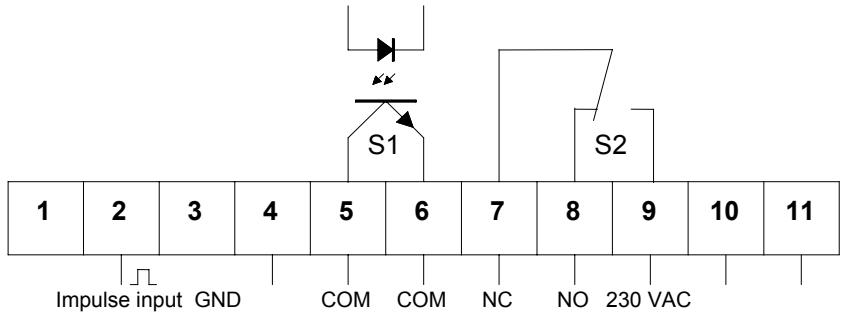 S1 S2
1 2 3 4 5 6 7 8 9 10 11
Impulse input GND COM COM NC NO 230 VAC